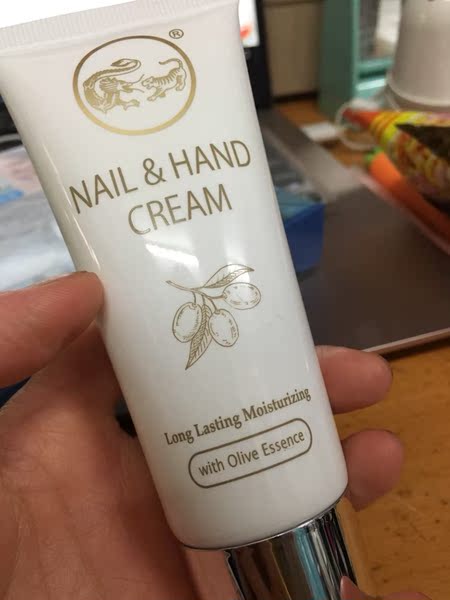 ®
NAIL & HAND
CREAM
Long Lasting Moisturizing
with Olive Essence